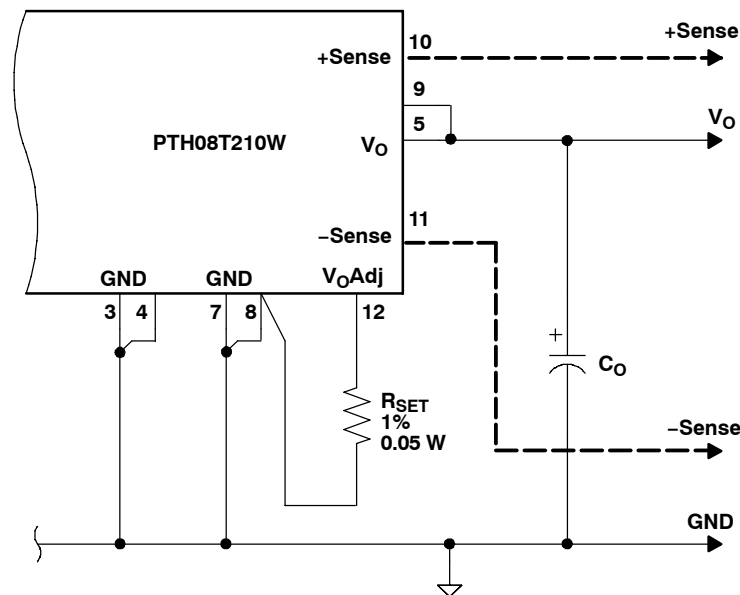 +Sense
10
+Sense
9
PTH08T210W
VO
5
VO
11
−Sense
GND
GND
VOAdj
3
4
7
8
12
+
CO
RSET
1%
0.05 W
−Sense
GND